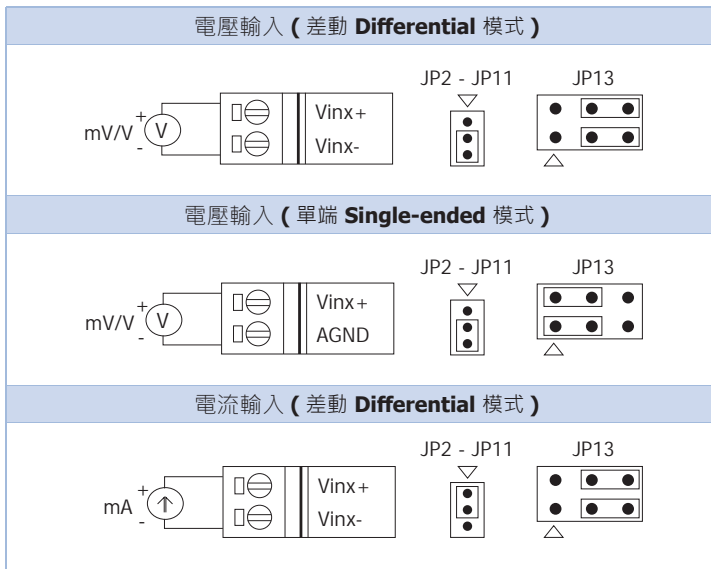 電壓輸入 ( 差動 Differential 模式 )
JP2 - JP11 JP13
mV/V + - V Vinx+
Vinx-
電壓輸入 ( 單端 Single-ended 模式 )
JP2 - JP11 JP13
mV/V + - V Vinx+
AGND
電流輸入 ( 差動 Differential 模式 )
JP2 - JP11 JP13
mA + - Vinx+
Vinx-